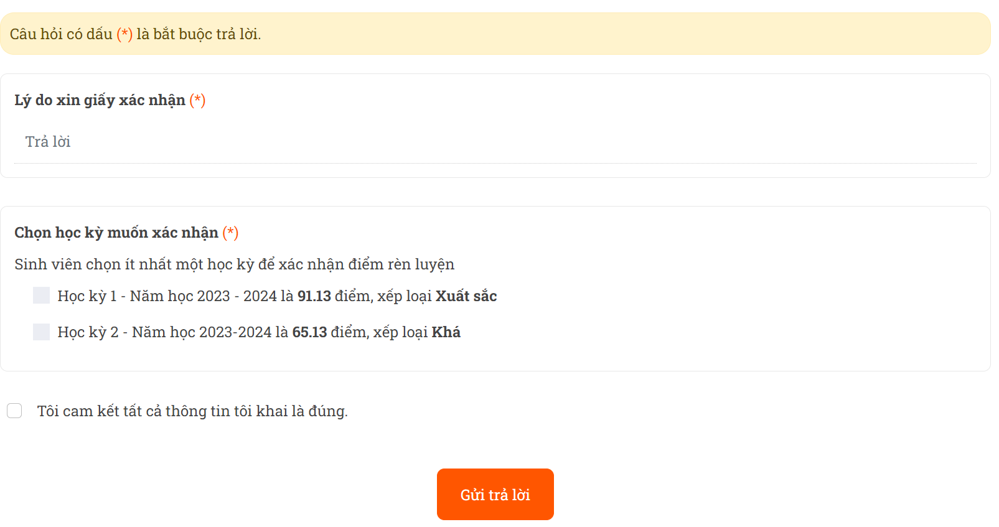 Câu hỏi có dấu (*) là bắt buộc trả lời.
Lý do xin giấy xác nhận (*)
Trả lời
Chọn học kỳ muốn xác nhận (*)
Sinh viên chọn ít nhất một học kỳ để xác nhận điểm rèn luyện
Học kỳ 1 - Năm học 2023 - 2024 là 91.13 điểm, xếp loại Xuất sắc
Học kỳ 2 - Năm học 2023-2024 là 65.13 điểm, xếp loại Khá
Tôi cam kết tất cả thông tin tôi khai là đúng.
Gửi trả lời